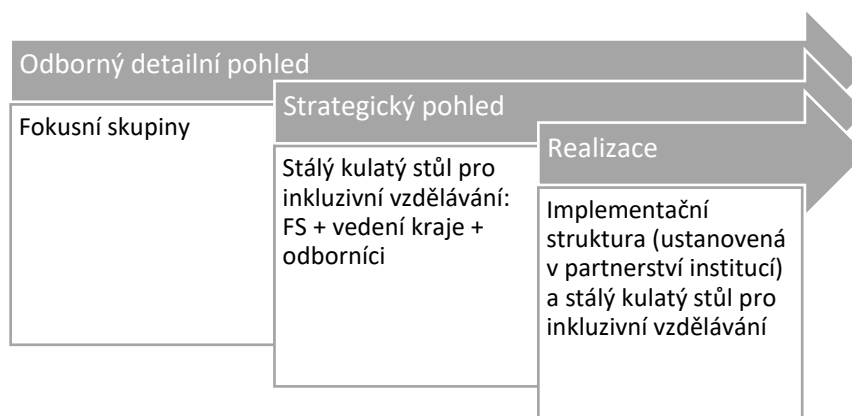 Odborný detailní pohled
Fokusní skupiny
Strategický pohled
Stálý kulatý stůl pro
inkluzivní vzdělávání:
FS + vedení kraje +
odborníci
Realizace
Implementační
struktura (ustanovená
v partnerství institucí)
a stálý kulatý stůl pro
inkluzivní vzdělávání